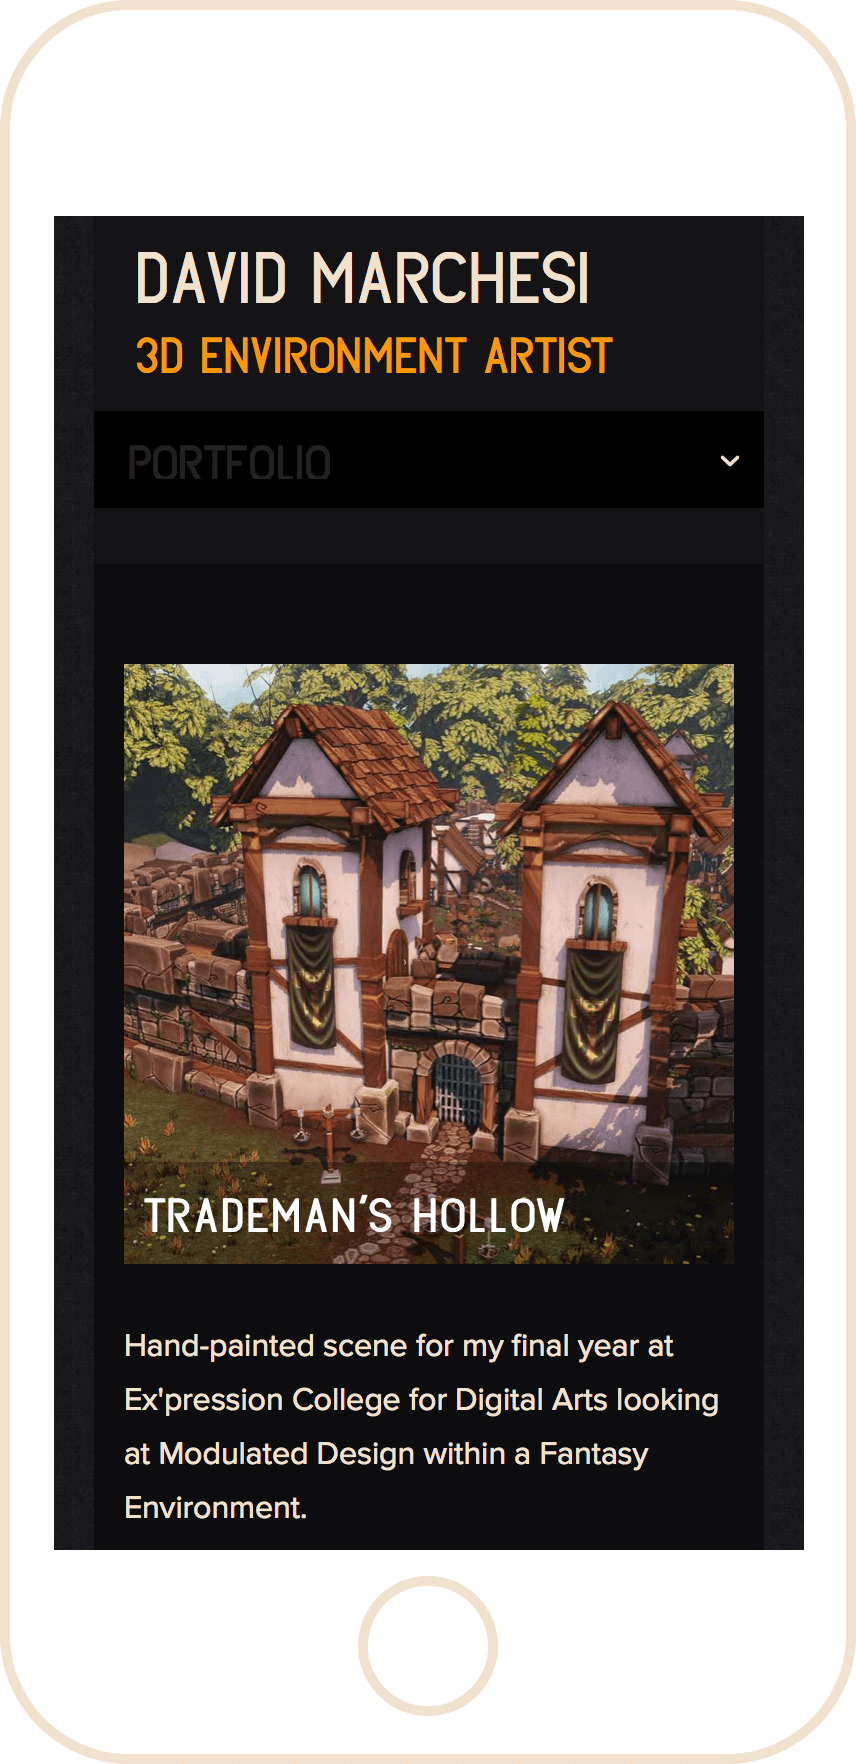 DAVID MARCHESI
3D ENVIRONMENT ARTIST
PORTFOLIO
TRADEMAN'S HOLLOW
Hand-painted scene for my final year at
Ex'pression College for Digital Arts looking
at Modulated Design within a Fantasy
Environment.